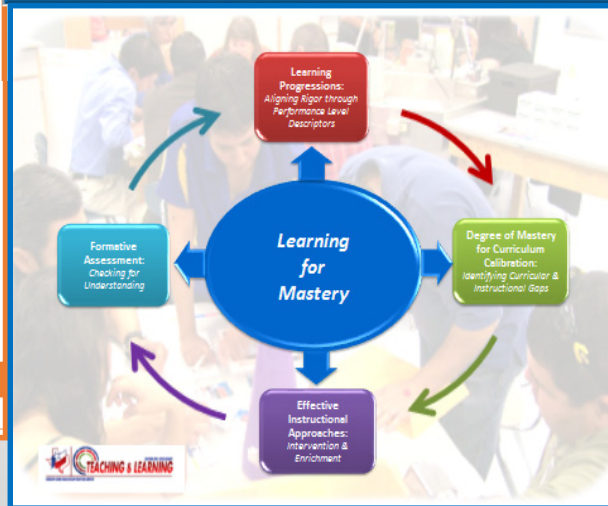 Learning
Progressions:
Aligning Rigor through
Performance Level
Descriptors
Learning
for
Mastery
Degree of Mastery
for Curriculum
Calibration:
Identifying Curricular &
Instructional Gaps
Effective
Instructional
Approaches:
Intervention &
Enrichment
Formative
Assessment:
Checking for
Understanding
TEACHING & LEARNING